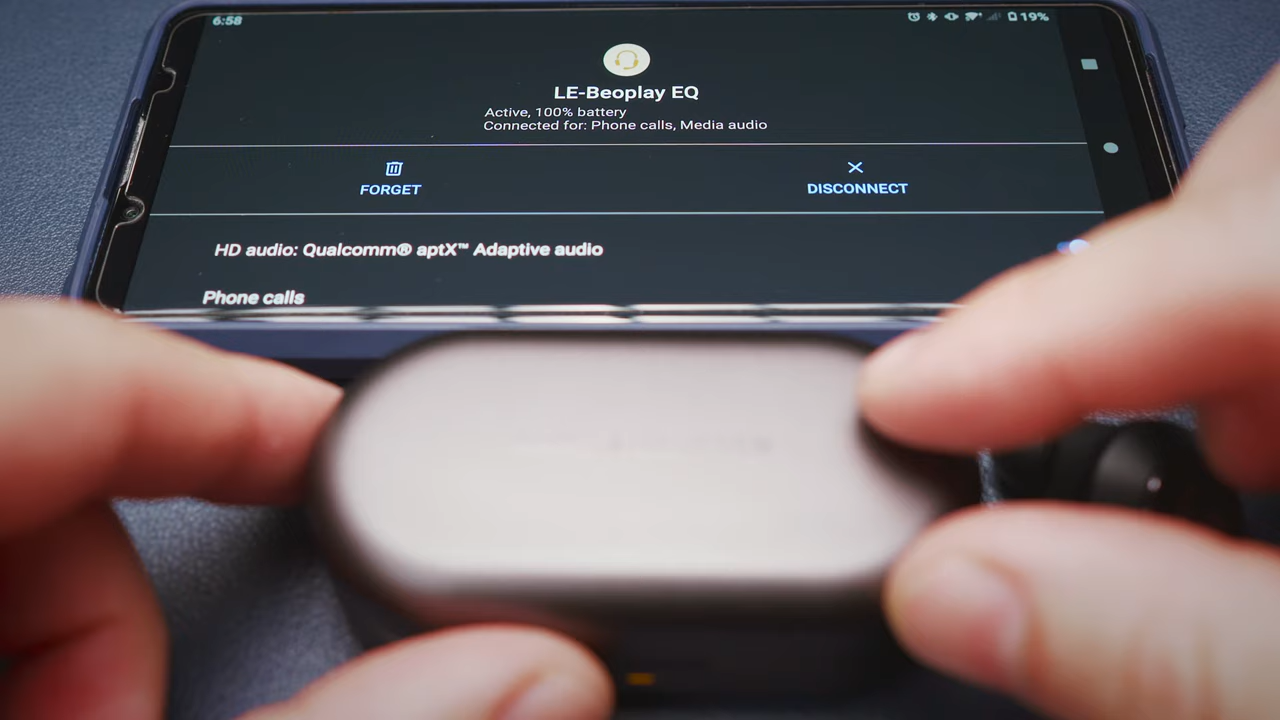 6:58
19%
LE-Beoplay EQ
Active, 100% battery
Connected for: Phone calls, Media audio
FORGET
DISCONNECT
HD audio: Qualcomm® aptX™ Adaptive audio
Phone calls